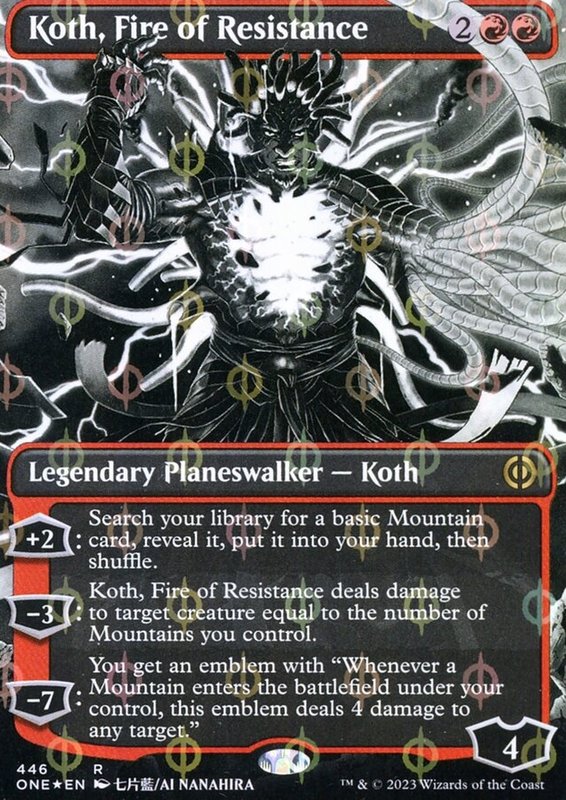 Koth, Fire of Resistance 2
Legendary Planeswalker — Koth
+2: Search your library for a basic Mountain
card, reveal it, put it into your hand, then
shuffle.
−3: Koth, Fire of Resistance deals damage
to target creature equal to the number of
Mountains you control.
−7: You get an emblem with “Whenever a
Mountain enters the battlefield under your
control, this emblem deals 4 damage to
any target.”
4
446 R
ONE★EN 七片藍/AI NANAHIRA
™ & © 2023 Wizards of the Coast